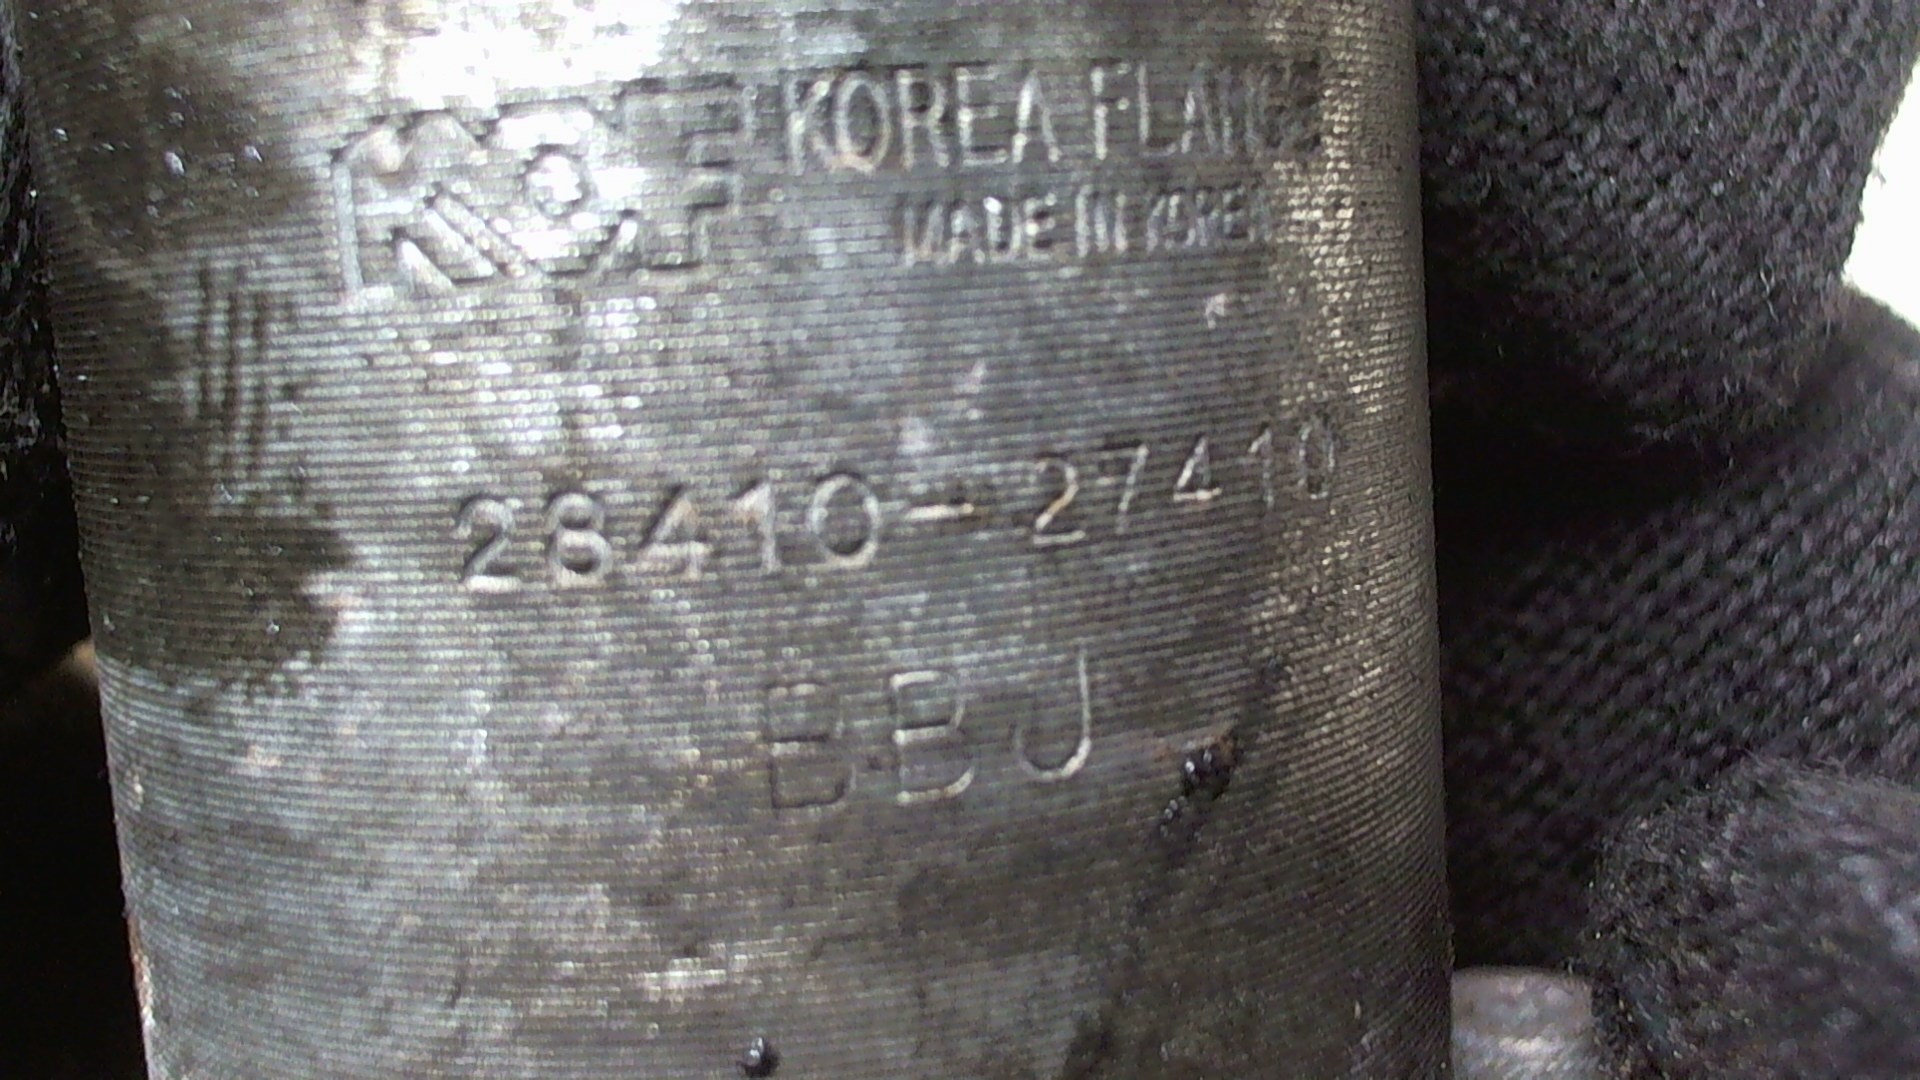 KOREA FLANGE
MADE IN KOREA
28410-27410
BBJ